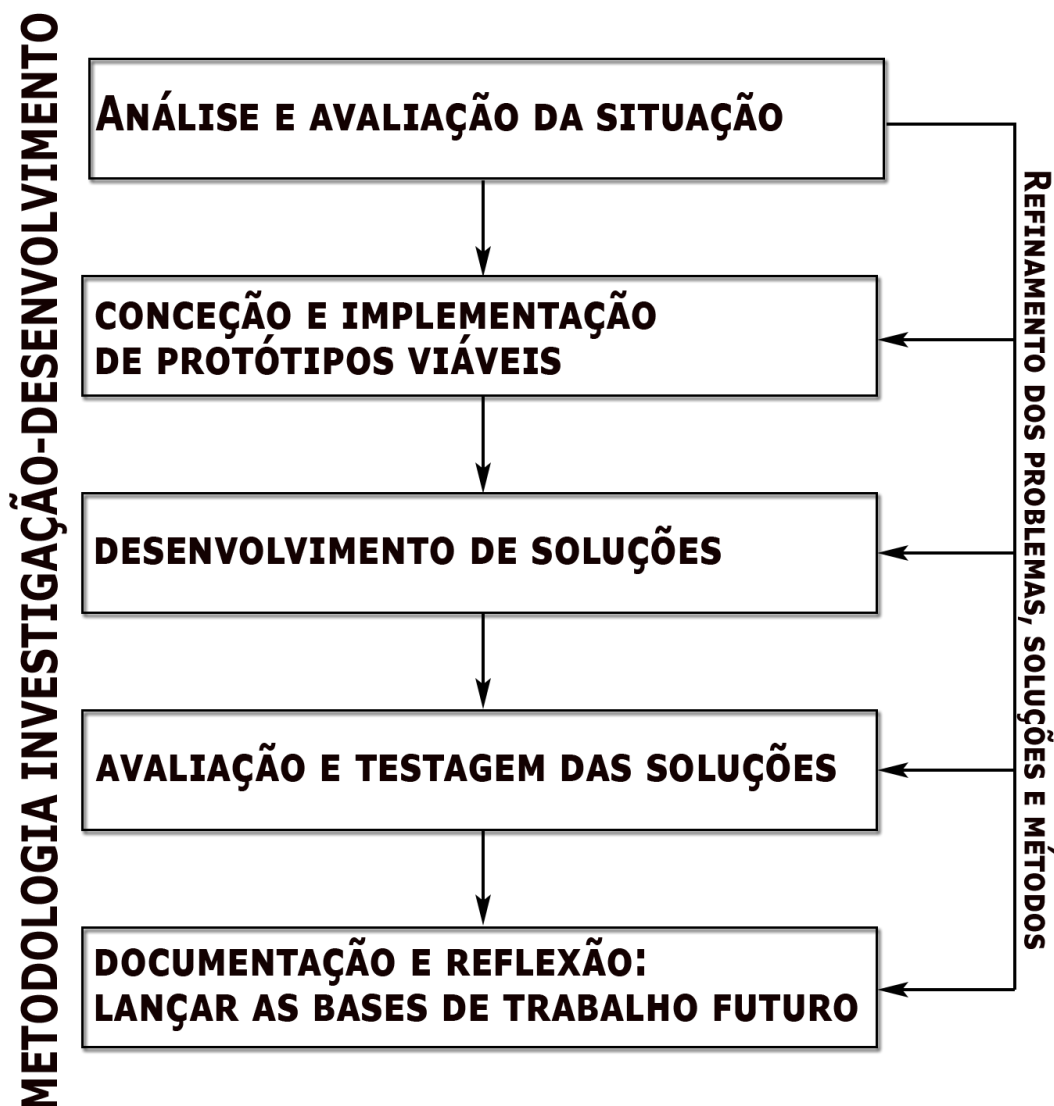 METODOLOGIA INVESTIGAÇÃO-DESENVOLVIMENTO
ANÁLISE E AVALIAÇÃO DA SITUAÇÃO
CONCEÇÃO E IMPLEMENTAÇÃO
DE PROTÓTIPOS VIÁVEIS
DESENVOLVIMENTO DE SOLUÇÕES
AVALIAÇÃO E TESTAGEM DAS SOLUÇÕES
DOCUMENTAÇÃO E REFLEXÃO:
LANÇAR AS BASES DE TRABALHO FUTURO
REFINAMENTO DOS PROBLEMAS, SOLUÇÕES E MÉTODOS